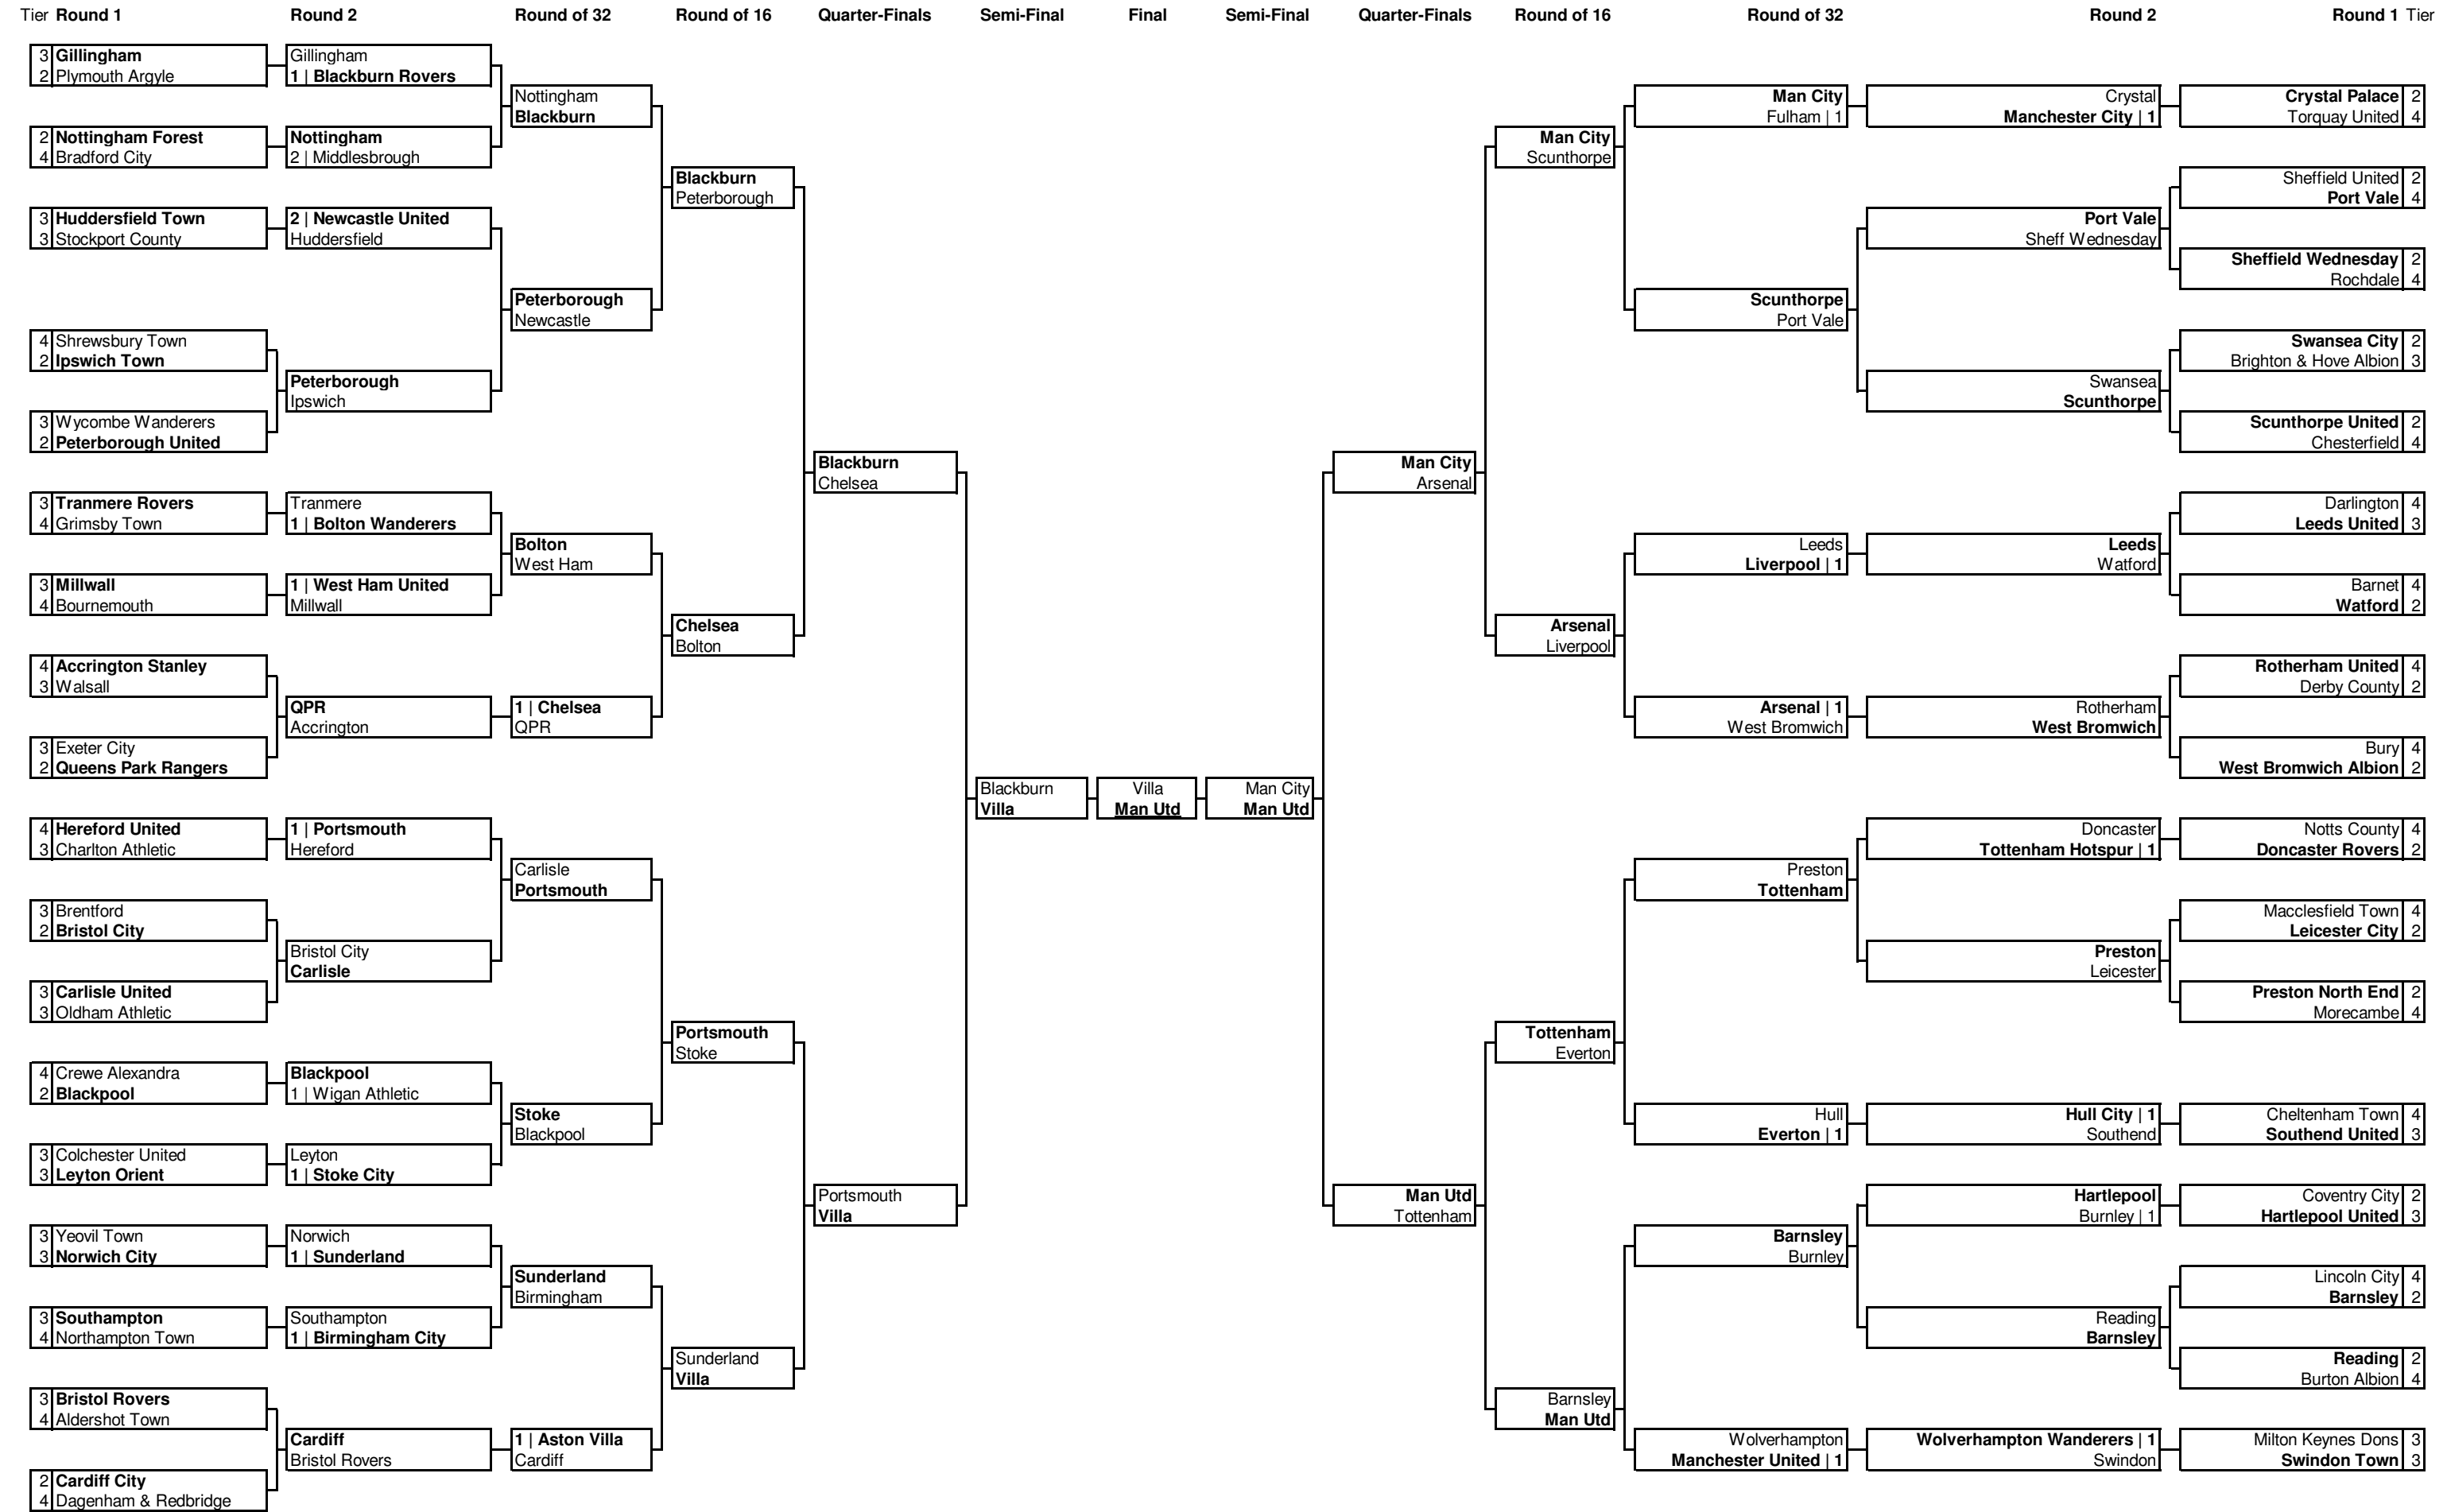 Tier Round 1 Round 2 Round of 32 Round of 16 Quarter-Finals Semi-Final Final Semi-Final Quarter-Finals Round of 16 Round of 32 Round 2 Round 1 Tier
3 Gillingham
2 Plymouth Argyle
2 Nottingham Forest
4 Bradford City
3 Huddersfield Town
3 Stockport County
4 Shrewsbury Town
2 Ipswich Town
3 Wycombe Wanderers
2 Peterborough United
3 Tranmere Rovers
4 Grimsby Town
3 Millwall
4 Bournemouth
4 Accrington Stanley
3 Walsall
3 Exeter City
2 Queens Park Rangers
4 Hereford United
3 Charlton Athletic
3 Brentford
2 Bristol City
3 Carlisle United
3 Oldham Athletic
4 Crewe Alexandra
2 Blackpool
3 Colchester United
3 Leyton Orient
3 Yeovil Town
3 Norwich City
3 Southampton
4 Northampton Town
3 Bristol Rovers
4 Aldershot Town
2 Cardiff City
4 Dagenham & Redbridge
Gillingham
1 | Blackburn Rovers
Nottingham
2 | Middlesbrough
2 | Newcastle United
Huddersfield
Peterborough
Ipswich
Tranmere
1 | Bolton Wanderers
1 | West Ham United
Millwall
QPR
Accrington
1 | Portsmouth
Hereford
Bristol City
Carlisle
Blackpool
1 | Wigan Athletic
Leyton
1 | Stoke City
Norwich
1 | Sunderland
Southampton
1 | Birmingham City
Cardiff
Bristol Rovers
Nottingham
Blackburn
Peterborough
Newcastle
Bolton
West Ham
1 | Chelsea
QPR
Carlisle
Portsmouth
Stoke
Blackpool
Sunderland
Birmingham
1 | Aston Villa
Cardiff
Blackburn
Peterborough
Chelsea
Bolton
Portsmouth
Stoke
Sunderland
Villa
Blackburn
Chelsea
Portsmouth
Villa
Blackburn
Villa
Villa
Man Utd
Man City
Man Utd
Man City
Arsenal
Man Utd
Tottenham
Man City
Scunthorpe
Arsenal
Liverpool
Tottenham
Everton
Barnsley
Man Utd
Man City
Fulham | 1
Scunthorpe
Port Vale
Leeds
Liverpool | 1
Arsenal | 1
West Bromwich
Preston
Tottenham
Hull
Everton | 1
Barnsley
Burnley
Wolverhampton
Manchester United | 1
Crystal
Manchester City | 1
Port Vale
Sheff Wednesday
Swansea
Scunthorpe
Leeds
Watford
Rotherham
West Bromwich
Doncaster
Tottenham Hotspur | 1
Preston
Leicester
Hull City | 1
Southend
Hartlepool
Burnley | 1
Reading
Barnsley
Wolverhampton Wanderers | 1
Swindon
Crystal Palace 2
Torquay United 4
Sheffield United 2
Port Vale 4
Sheffield Wednesday 2
Rochdale 4
Swansea City 2
Brighton & Hove Albion 3
Scunthorpe United 2
Chesterfield 4
Darlington 4
Leeds United 3
Barnet 4
Watford 2
Rotherham United 4
Derby County 2
Bury 4
West Bromwich Albion 2
Notts County 4
Doncaster Rovers 2
Macclesfield Town 4
Leicester City 2
Preston North End 2
Morecambe 4
Cheltenham Town 4
Southend United 3
Coventry City 2
Hartlepool United 3
Lincoln City 4
Barnsley 2
Reading 2
Burton Albion 4
Milton Keynes Dons 3
Swindon Town 3